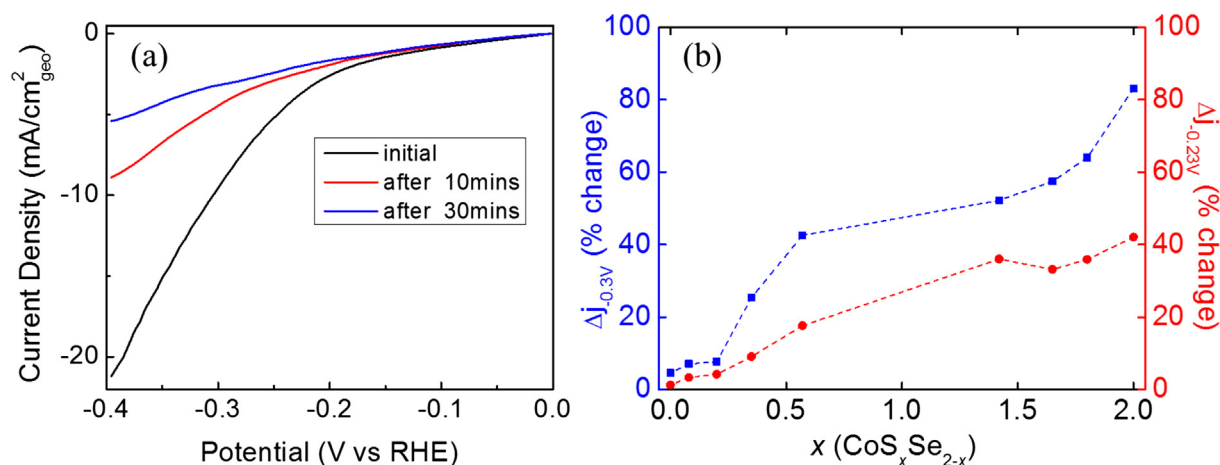 (a)
0
-10
-20
Current Density (mA/cm²geo)
initial
after 10mins
after 30mins
-0.4
-0.3
-0.2
-0.1
0.0
Potential (V vs RHE)
(b)
100
80
60
40
20
0
Δj-0.3V (% change)
100
80
60
40
20
0
Δj-0.23V (% change)
0.0
0.5
1.0
1.5
2.0
x (CoSxSe2-x)